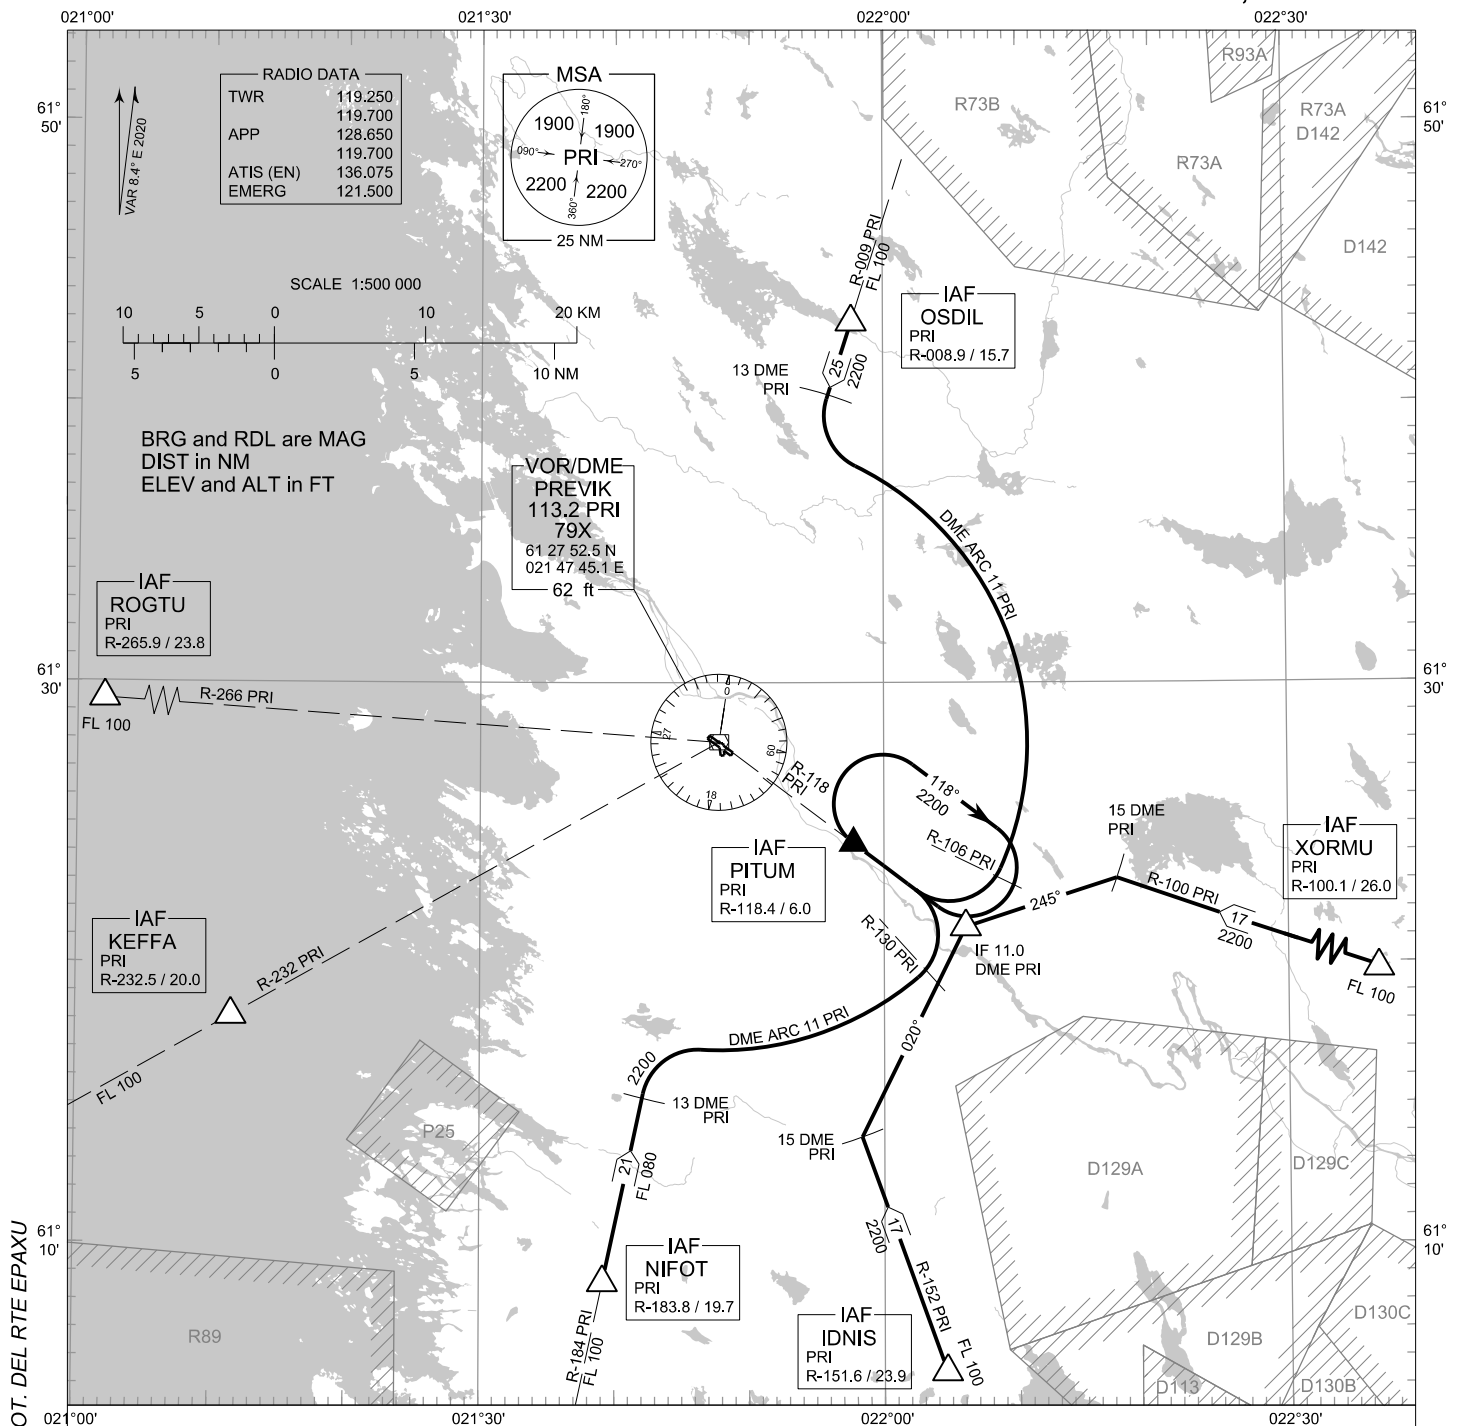 021°00'
021°30'
022°00'
022°30'
61°
50'
61°
50'
VAR 8.4° E 2020
RADIO DATA
TWR 119.250
119.700
APP 128.650
119.700
ATIS (EN) 136.075
EMERG 121.500
MSA
180°
1900 1900
090° PRI 270°
2200 2200
360°
25 NM
R93A
R73B
R73A
D142
R73A
D142
R-009 PRI
FL 100
SCALE 1:500 000
10 5 0 10 20 KM
5 0 5 10 NM
IAF
OSDIL
PRI
R-008.9 / 15.7
25
2200
13 DME
PRI
BRG and RDL are MAG
DIST in NM
ELEV and ALT in FT
VOR/DME
PREVIK
113.2 PRI
79X
61 27 52.5 N
021 47 45.1 E
62 ft
DME ARC 11 PRI
IAF
ROGTU
PRI
R-265.9 / 23.8
61°
30'
61°
30'
R-266 PRI
FL 100
0
27
60
18
R-118
PRI
118°
2200
R-106 PRI
15 DME
PRI
IAF
XORMU
PRI
R-100.1 / 26.0
IAF
PITUM
PRI
R-118.4 / 6.0
R-100 PRI
245°
17
2200
FL 100
IAF
KEFFA
PRI
R-232.5 / 20.0
R-232 PRI
R-130 PRI
IF 11.0
DME PRI
FL 100
DME ARC 11 PRI
020°
2200
13 DME
PRI
P25
15 DME
PRI
D129A
D129C
21
FL 080
61°
10'
61°
10'
17
2200
IAF
NIFOT
PRI
R-183.8 / 19.7
R-152 PRI
R-184 PRI
FL 100
IAF
IDNIS
PRI
R-151.6 / 23.9
FL 100
R89
D130C
D129B
D113
D130B
OT. DEL RTE EPAXU
021°00'
021°30'
022°00'
022°30'